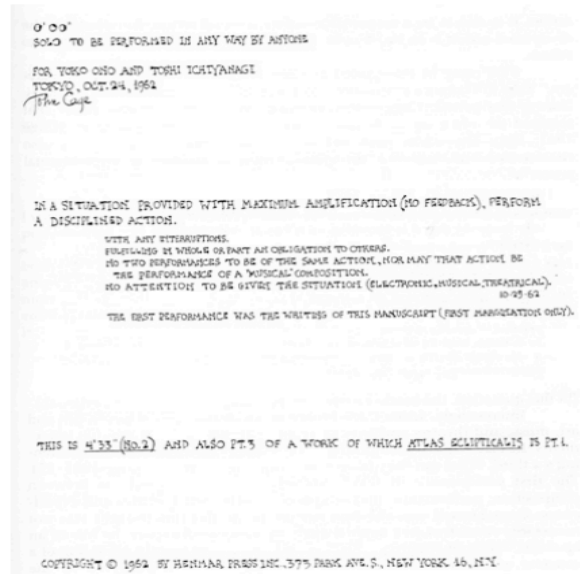 0'00"
SOLO TO BE PERFORMED IN ANY WAY BY ANYONE
FOR YOKO ONO AND TOSHI ICHIYANAGI
TOKYO, OCT. 24, 1962
John Cage
IN A SITUATION PROVIDED WITH MAXIMUM AMPLIFICATION (NO FEEDBACK), PERFORM
A DISCIPLINED ACTION.
WITH ANY INTERRUPTIONS.
FULFILLING IN WHOLE OR PART AN OBLIGATION TO OTHERS.
NO TWO PERFORMANCES TO BE OF THE SAME ACTION, NOR MAY THAT ACTION BE
THE PERFORMANCE OF A 'MUSICAL' COMPOSITION.
NO ATTENTION TO BE GIVEN THE SITUATION (ELECTRONIC, MUSICAL, THEATRICAL).
10-25-62
THE FIRST PERFORMANCE WAS THE WRITING OF THIS MANUSCRIPT (FIRST MARGINATION ONLY).
THIS IS 4'33" (NO.2) AND ALSO PT.3 OF A WORK OF WHICH ATLAS ECLIPTICALIS IS PT.1.
COPYRIGHT © 1962 BY HENMAR PRESS INC., 373 PARK AVE. S., NEW YORK 16, N.Y.